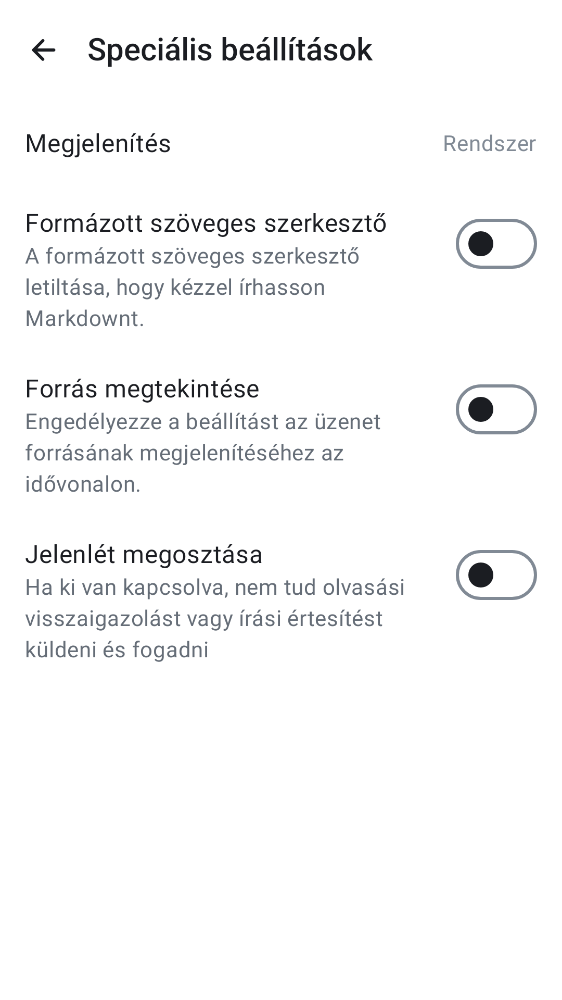 Speciális beállítások
Megjelenítés
Rendszer
Formázott szöveges szerkesztő
A formázott szöveges szerkesztő
letiltása, hogy kézzel írhasson
Markdownt.
Forrás megtekintése
Engedélyezze a beállítást az üzenet
forrásának megjelenítéséhez az
idővonalon.
Jelenlét megosztása
Ha ki van kapcsolva, nem tud olvasási
visszaigazolást vagy írási értesítést
küldeni és fogadni